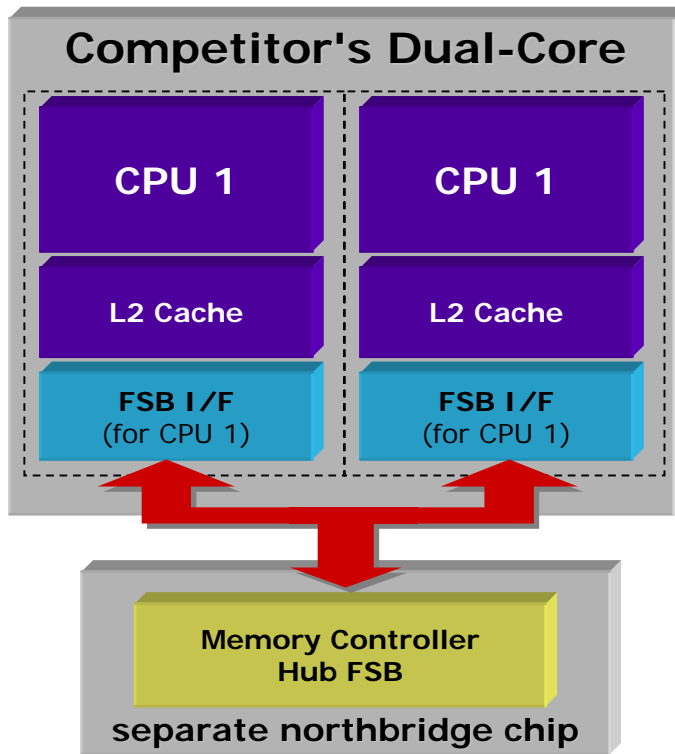 Competitor's Dual-Core
CPU 1
CPU 1
L2 Cache
L2 Cache
FSB I/F
(for CPU 1)
FSB I/F
(for CPU 1)
Memory Controller
Hub FSB
separate northbridge chip